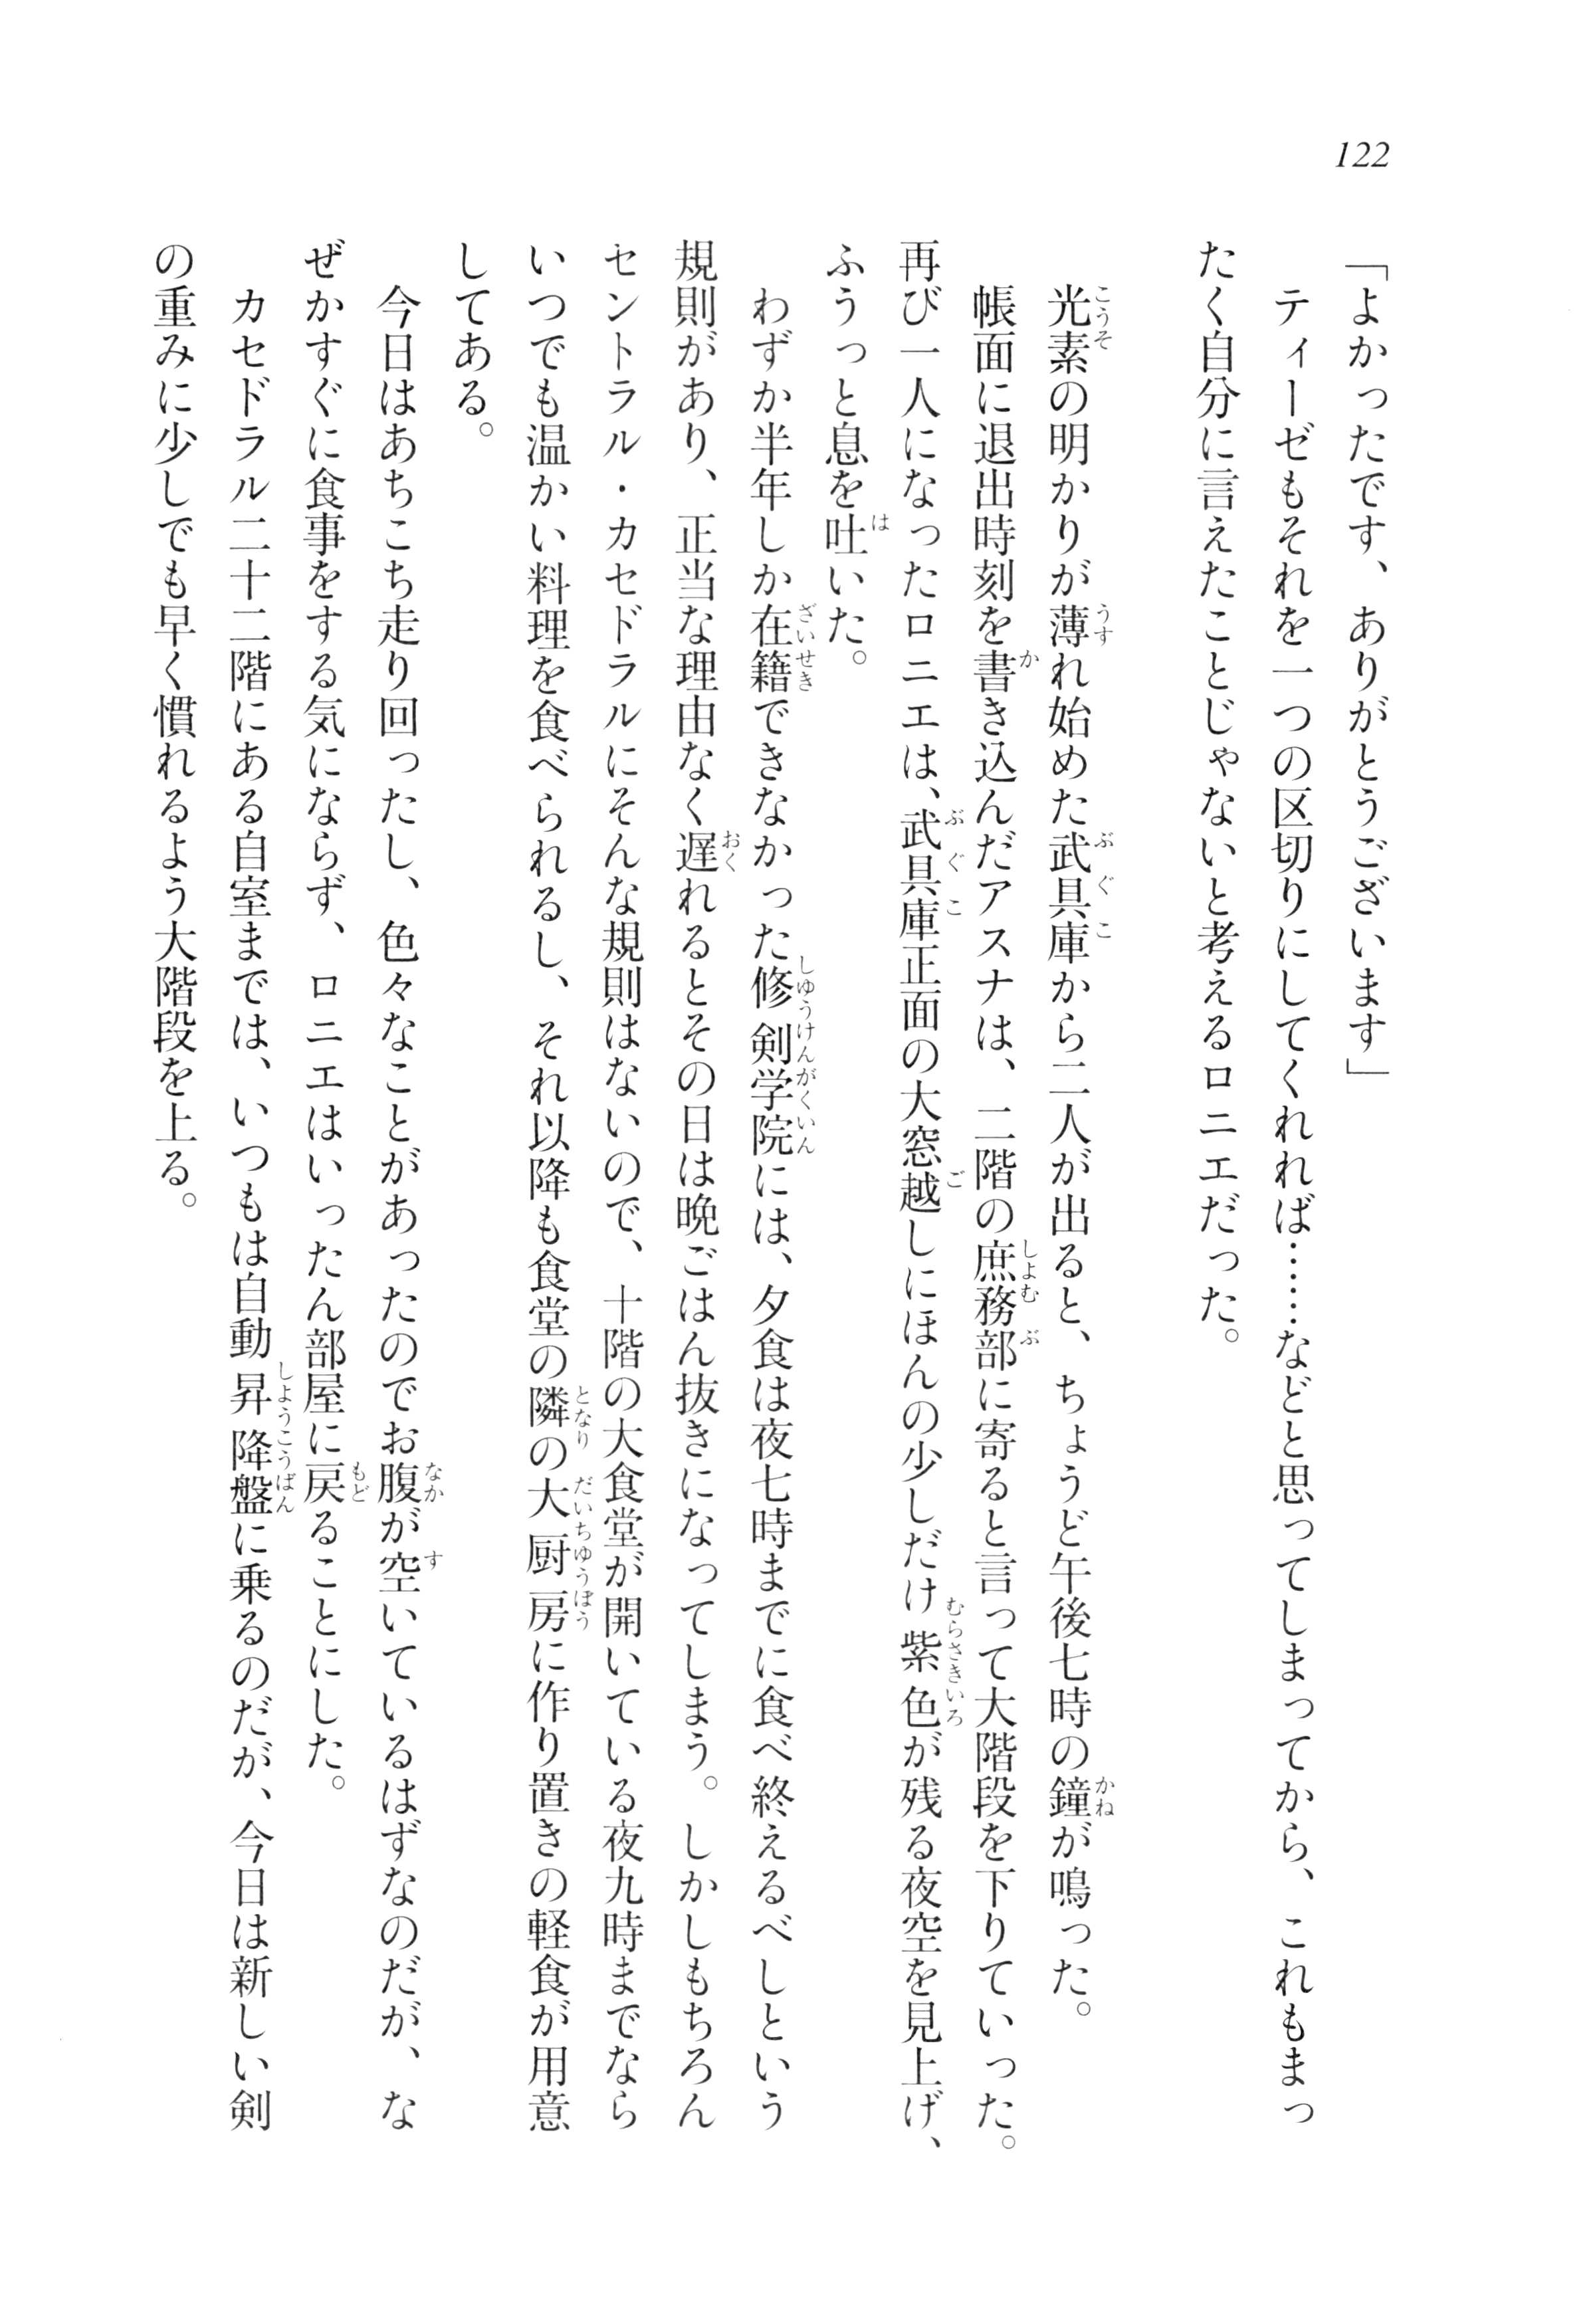 122
「よかったです、ありがとうございます」
ティーゼもそれを一つの区切りにしてくれれば……などと思ってしまってから、これもまっ
たく自分に言えたことじゃないと考えるロニエだった。
光素の明かりが薄れ始めた武具庫から二人が出ると、ちょうど午後七時の鐘が鳴った。
帳面に退出時刻を書き込んだアスナは、二階の庶務部に寄ると言って大階段を下りていった。
再び一人になったロニエは、武具庫正面の大窓越しにほんの少しだけ紫色が残る夜空を見上げ、
ふうっと息を吐いた。
わずか半年しか在籍できなかった修剣学院には、夕食は夜七時までに食べ終えるべしという
規則があり、正当な理由なく遅れるとその日は晩ごはん抜きになってしまう。しかしもちろん
セントラル・カセドラルにそんな規則はないので、十階の大食堂が開いている夜九時までなら
いつでも温かい料理を食べられるし、それ以降も食堂の隣の大厨房に作り置きの軽食が用意
してある。
今日はあちこち走り回ったし、色々なことがあったのでお腹が空いているはずなのだが、な
ぜかすぐに食事をする気にならず、ロニエはいったん部屋に戻ることにした。
カセドラル二十二階にある自室までは、いつもは自動昇降盤に乗るのだが、今日は新しい剣
の重みに少しでも早く慣れるよう大階段を上る。